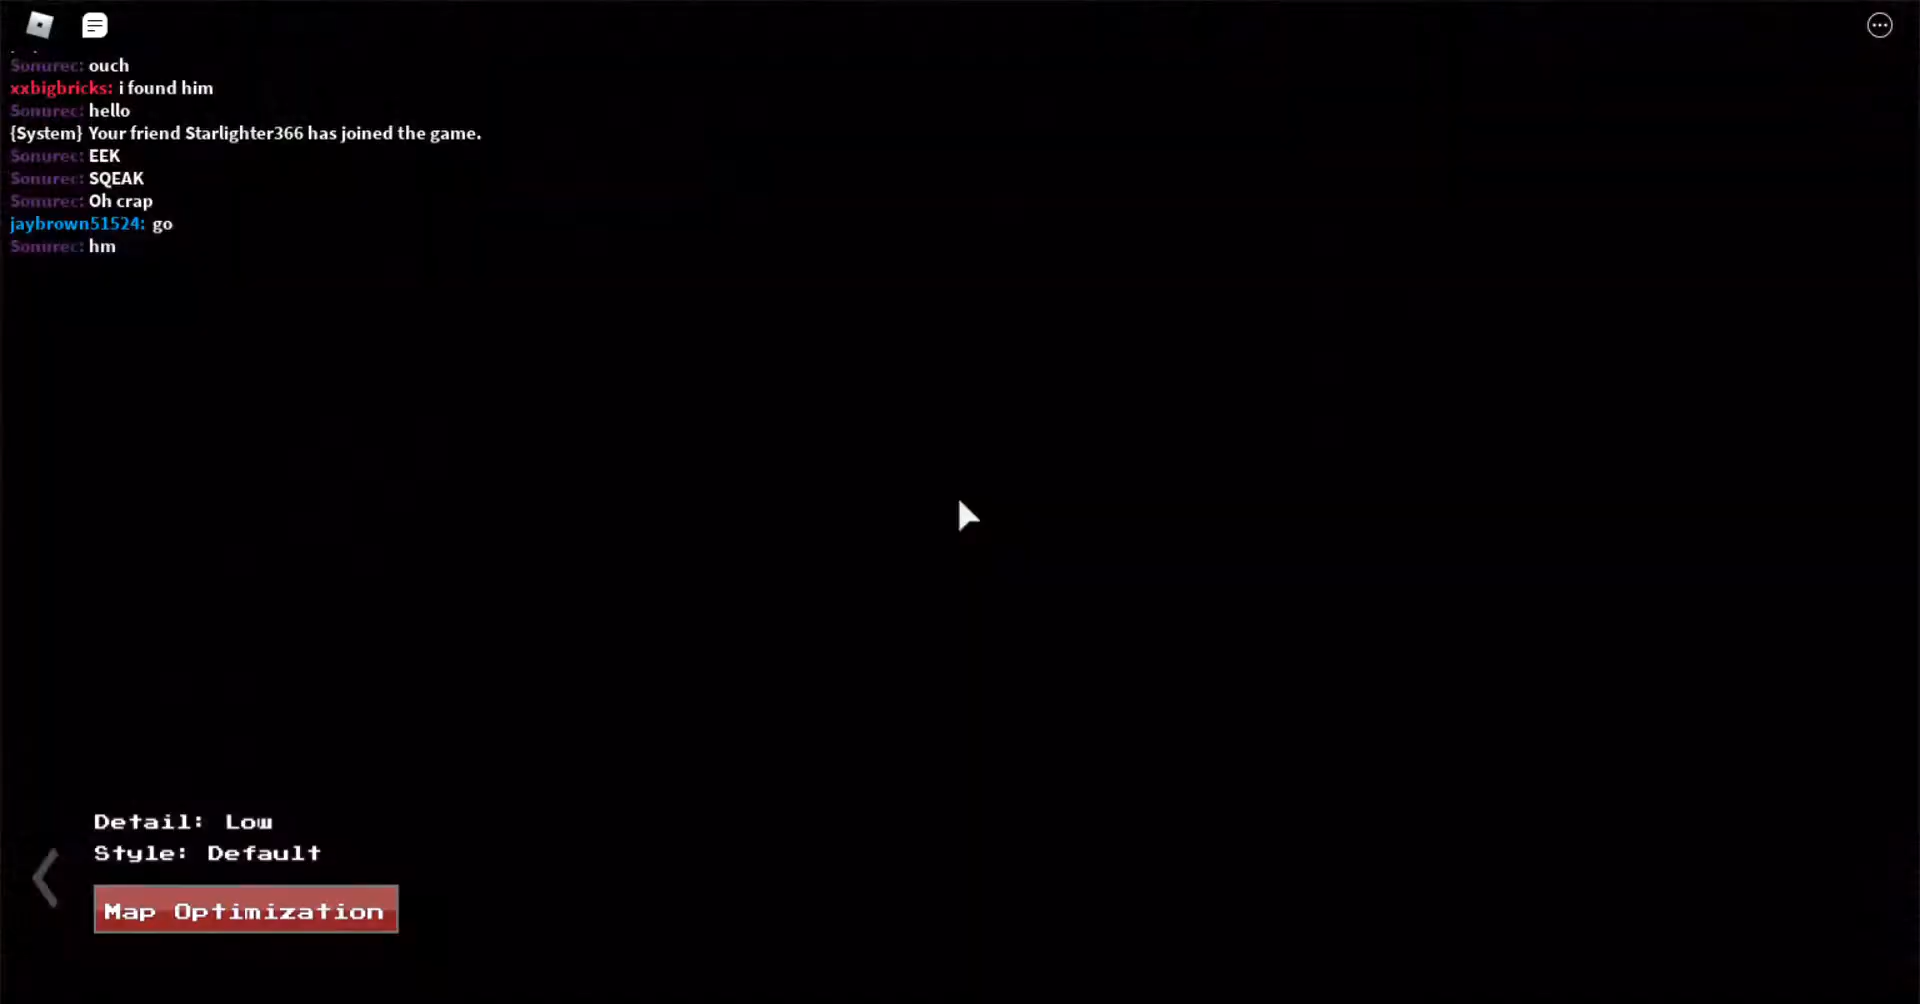 Sonurec: ouch
xxbigbricks: i found him
Sonurec: hello
{System} Your friend Starlighter366 has joined the game.
Sonurec: EEK
Sonurec: SQEAK
Sonurec: Oh crap
jaybrown51524: go
Sonurec: hm
Detail: Low
Style: Default
Map Optimization